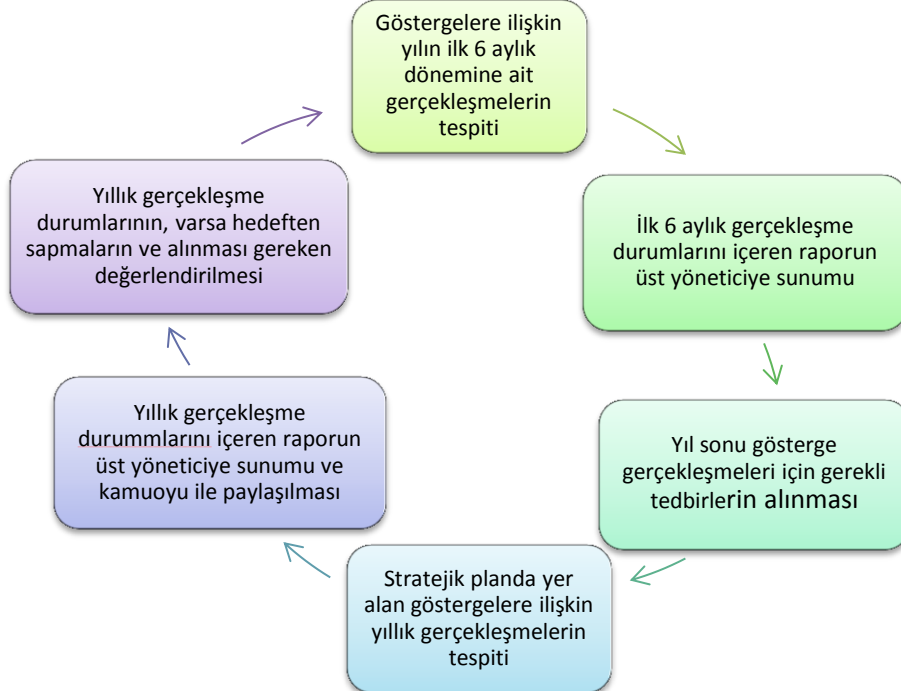 Göstergelere ilişkin
yılın ilk 6 aylık
dönemine ait
gerçekleşmelerin
tespiti
İlk 6 aylık gerçekleşme
durumlarını içeren raporun
üst yöneticiye sunumu
Yıl sonu gösterge
gerçekleşmeleri için gerekli
tedbirlerin alınması
Stratejik planda yer
alan göstergelere ilişkin
yıllık gerçekleşmelerin
tespiti
Yıllık gerçekleşme
durummlarını içeren raporun
üst yöneticiye sunumu ve
kamuoyu ile paylaşılması
Yıllık gerçekleşme
durumlarının, varsa hedeften
sapmaların ve alınması gereken
değerlendirilmesi